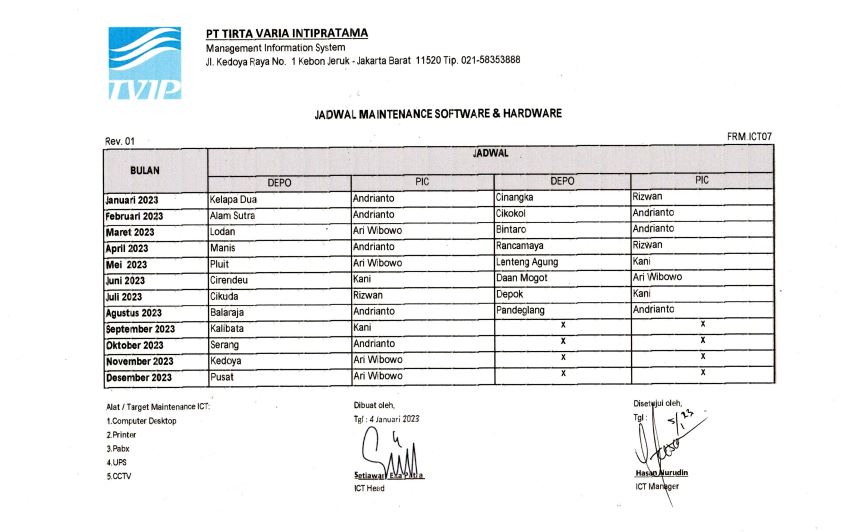 TVIP
PT TIRTA VARIA INTIPRATAMA
Management Information System
Jl. Kedoya Raya No. 1 Kebon Jeruk - Jakarta Barat 11520 Tlp. 021-58353888
JADWAL MAINTENANCE SOFTWARE & HARDWARE
Rev. 01 FRM.ICT07
BULAN JADWAL
DEPO PIC DEPO PIC
Januari 2023 Kelapa Dua Andrianto Cinangka Rizwan
Februari 2023 Alam Sutra Andrianto Cikokol Andrianto
Maret 2023 Lodan Ari Wibowo Bintaro Andrianto
April 2023 Manis Andrianto Rancamaya Rizwan
Mei 2023 Pluit Ari Wibowo Lenteng Agung Kani
Juni 2023 Cirendeu Kani Daan Mogot Ari Wibowo
Juli 2023 Cikuda Rizwan Depok Kani
Agustus 2023 Balaraja Andrianto Pandeglang Andrianto
September 2023 Kalibata Kani x x
Oktober 2023 Serang Andrianto x x
November 2023 Kedoya Ari Wibowo x x
Desember 2023 Pusat Ari Wibowo x x
Alat / Target Maintenance ICT:
1.Computer Desktop
2.Printer
3.Pabx
4.UPS
5.CCTV
Dibuat oleh,
Tgl : 4 Januari 2023
Setiawan
ICT Head
Disetujui oleh,
Tgl : 5/1 23
Hasan Nurudin
ICT Manager